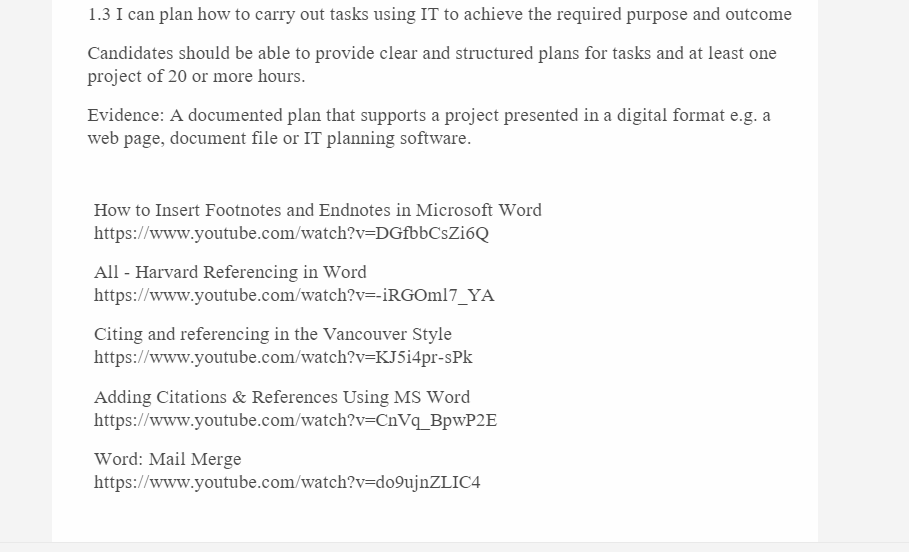 1.3 I can plan how to carry out tasks using IT to achieve the required purpose and outcome
Candidates should be able to provide clear and structured plans for tasks and at least one
project of 20 or more hours.
Evidence: A documented plan that supports a project presented in a digital format e.g. a
web page, document file or IT planning software.
How to Insert Footnotes and Endnotes in Microsoft Word
https://www.youtube.com/watch?v=DGfbbCsZi6Q
All - Harvard Referencing in Word
https://www.youtube.com/watch?v=-iRGOml7_YA
Citing and referencing in the Vancouver Style
https://www.youtube.com/watch?v=KJ5i4pr-sPk
Adding Citations & References Using MS Word
https://www.youtube.com/watch?v=CnVq_BpwP2E
Word: Mail Merge
https://www.youtube.com/watch?v=do9ujnZLIC4